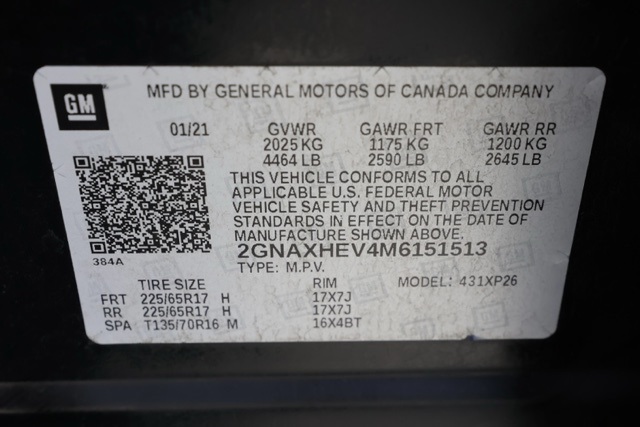 GM
MFD BY GENERAL MOTORS OF CANADA COMPANY
01/21 GVWR GAWR FRT GAWR RR
2025 KG 1175 KG 1200 KG
4464 LB 2590 LB 2645 LB
THIS VEHICLE CONFORMS TO ALL
APPLICABLE U.S. FEDERAL MOTOR
VEHICLE SAFETY AND THEFT PREVENTION
STANDARDS IN EFFECT ON THE DATE OF
MANUFACTURE SHOWN ABOVE.
384A
2GNAXHEV4M6151513
TYPE: M.P.V. MODEL: 431XP26
TIRE SIZE RIM
FRT 225/65R17 H 17X7J
RR 225/65R17 H 17X7J
SPA T135/70R16 M 16X4BT